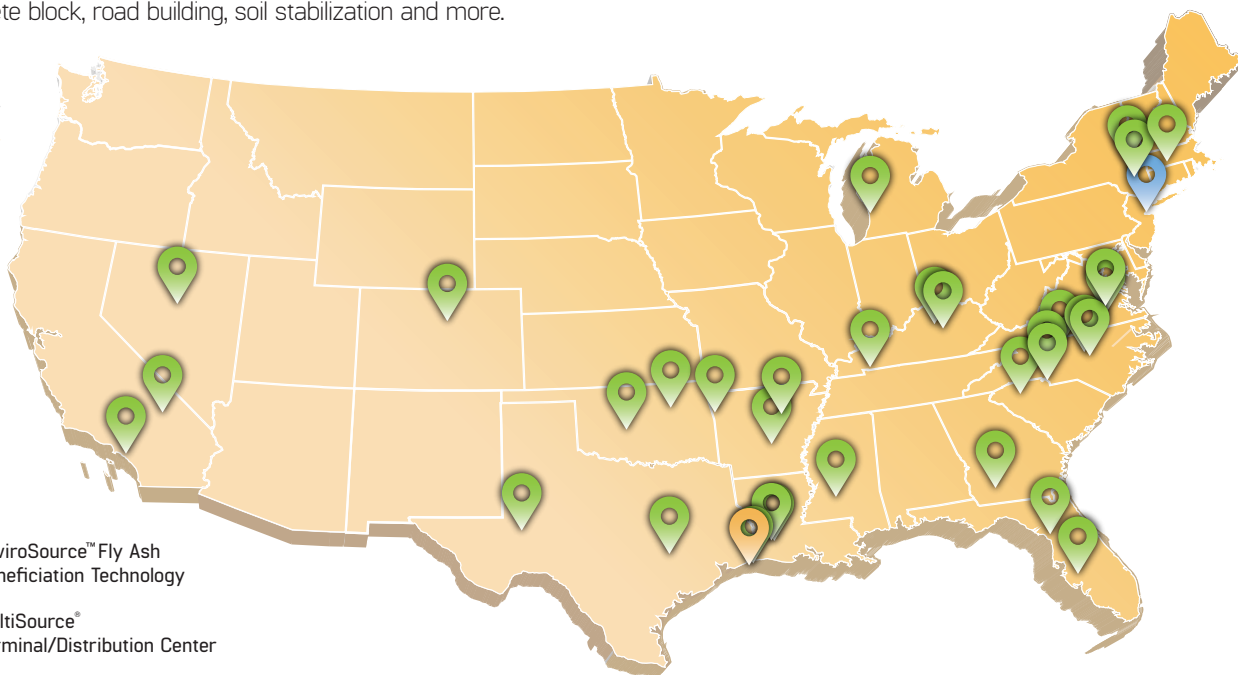 ete block, road building, soil stabilization and more.
viroSource™ Fly Ash
neficiation Technology
ltiSource®
rminal/Distribution Center